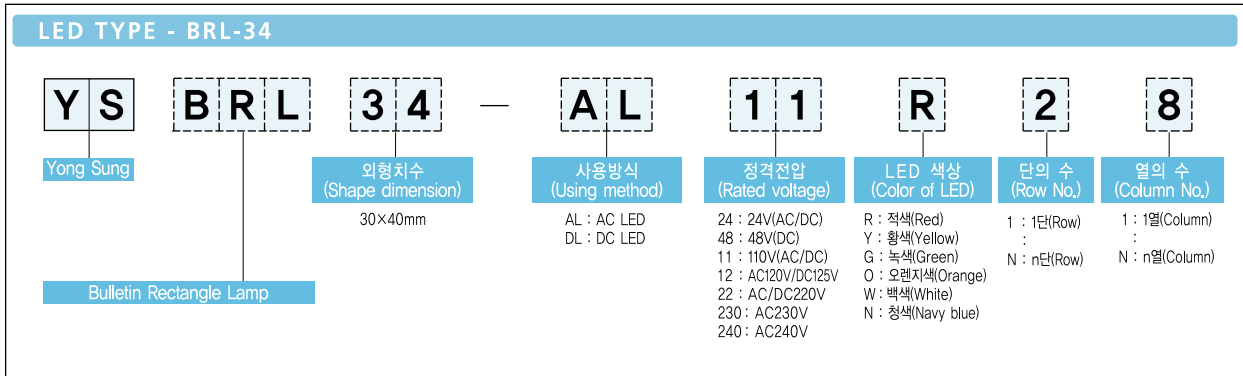 LED TYPE - BRL-34
YS BRL 34 — AL 11 R 2 8
Yong Sung
외형치수
(Shape dimension)
30×40mm
사용방식
(Using method)
AL : AC LED
DL : DC LED
정격전압
(Rated voltage)
24 : 24V(AC/DC)
48 : 48V(DC)
11 : 110V(AC/DC)
12 : AC120V/DC125V
22 : AC/DC220V
230 : AC230V
240 : AC240V
LED 색상
(Color of LED)
R : 적색(Red)
Y : 황색(Yellow)
G : 녹색(Green)
O : 오렌지색(Orange)
W : 백색(White)
N : 청색(Navy blue)
단의 수
(Row No.)
1 : 1단(Row)
:
N : n단(Row)
열의 수
(Column No.)
1 : 1열(Column)
:
N : n열(Column)
Bulletin Rectangle Lamp